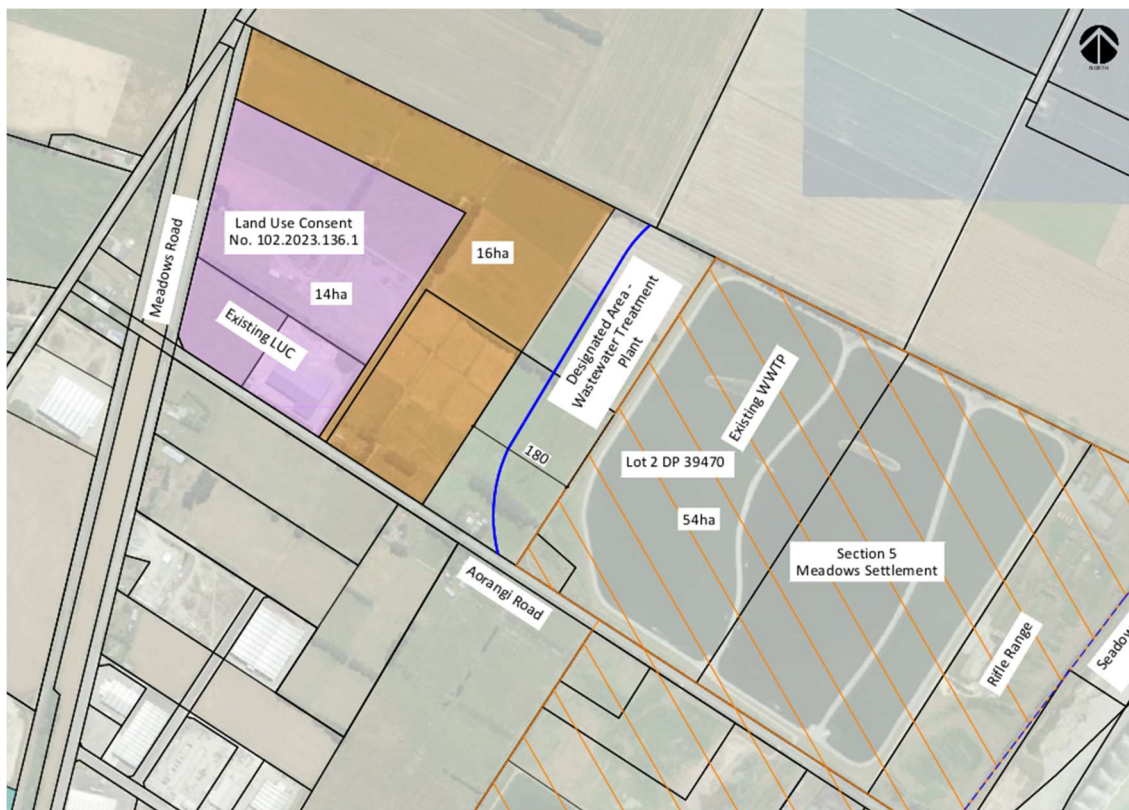 NORTH
Land Use Consent
No. 102.2023.136.1
Meadows Road
16ha
14ha
Existing LUC
Designated Area -
Wastewater Treatment
Plant
Existing WWTP
180
Lot 2 DP 39470
54ha
Section 5
Meadows Settlement
Aorangi Road
Rifle Range
Seadow